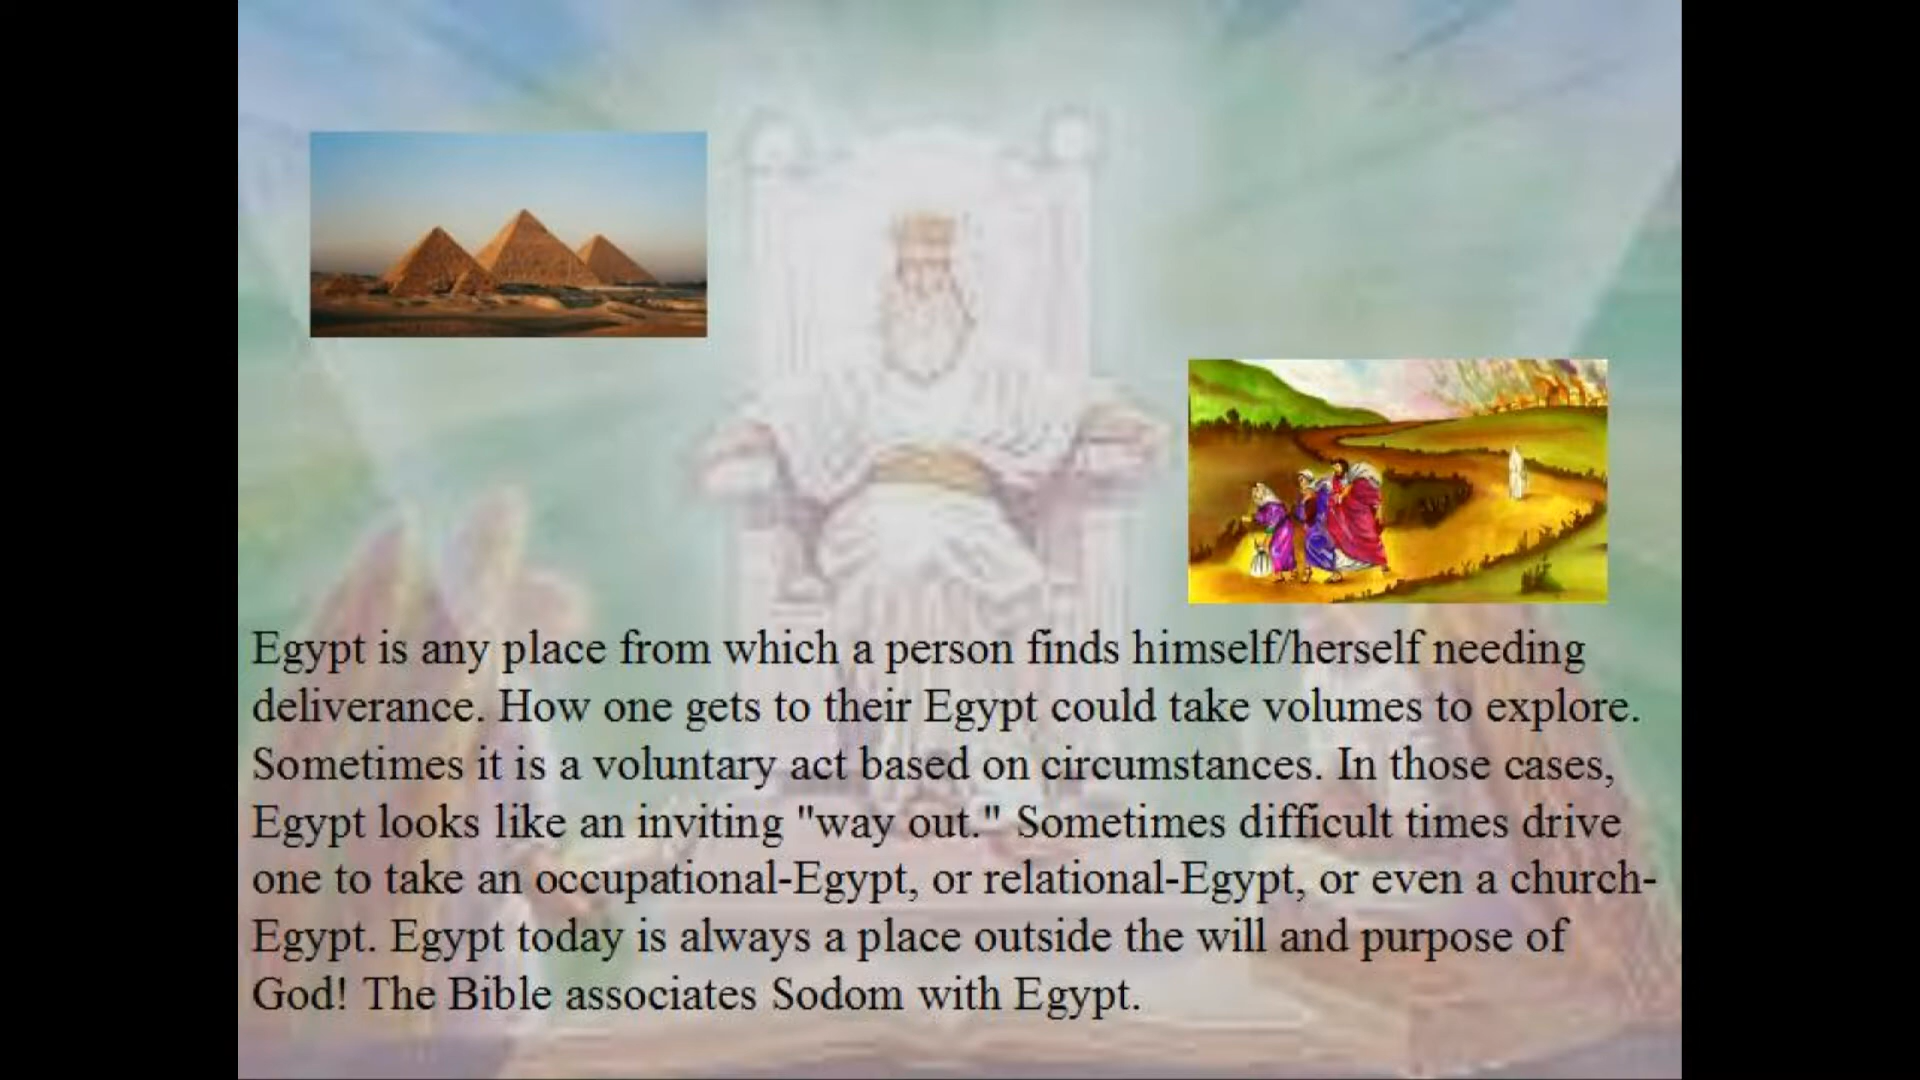 Egypt is any place from which a person finds himself/herself needing
deliverance. How one gets to their Egypt could take volumes to explore.
Sometimes it is a voluntary act based on circumstances. In those cases,
Egypt looks like an inviting "way out." Sometimes difficult times drive
one to take an occupational-Egypt, or relational-Egypt, or even a church-
Egypt. Egypt today is always a place outside the will and purpose of
God! The Bible associates Sodom with Egypt.